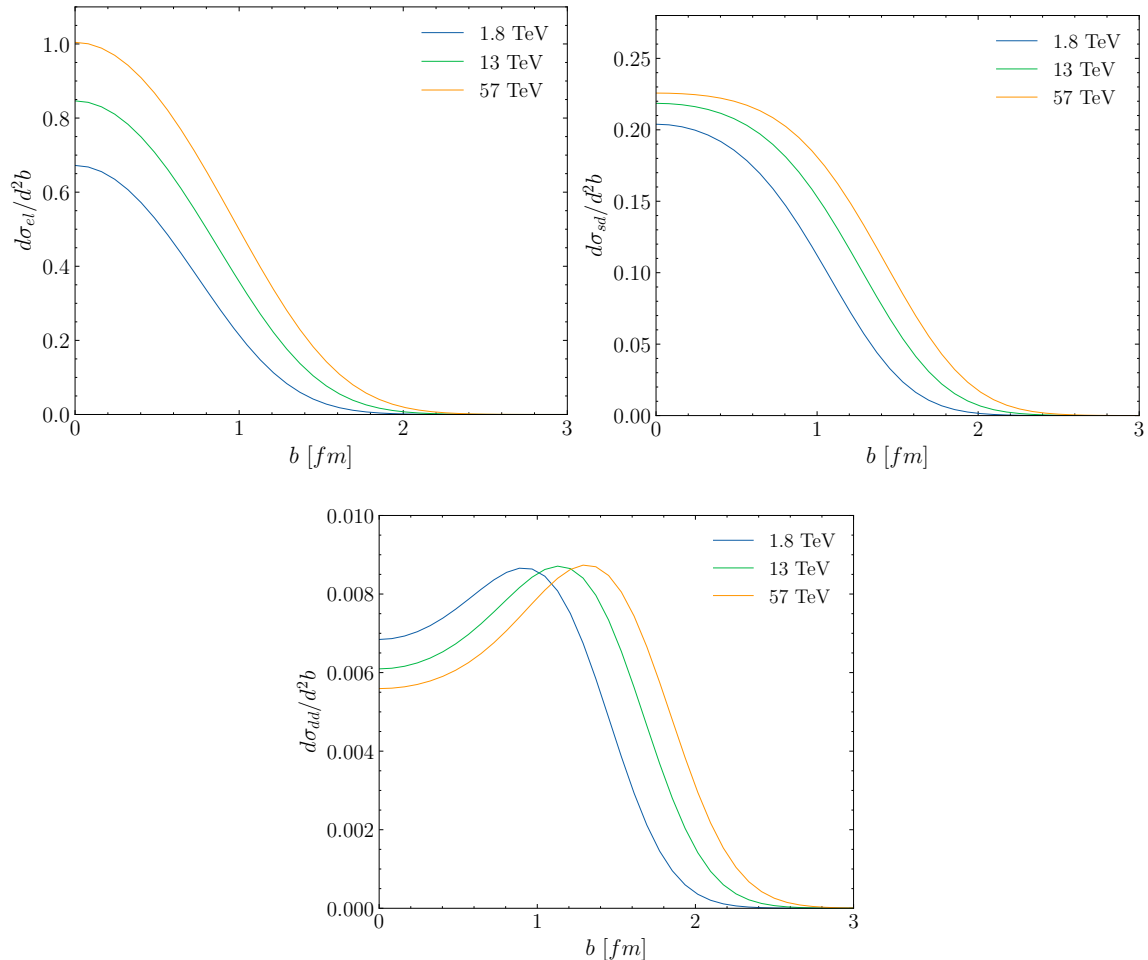 dσ_el/d²b
1.0
0.8
0.6
0.4
0.2
0.0
1.8 TeV
13 TeV
57 TeV
0 1 2 3
b [fm]
dσ_sd/d²b
0.25
0.20
0.15
0.10
0.05
0.00
1.8 TeV
13 TeV
57 TeV
0 1 2 3
b [fm]
dσ_dd/d²b
0.010
0.008
0.006
0.004
0.002
0.000
1.8 TeV
13 TeV
57 TeV
0 1 2 3
b [fm]